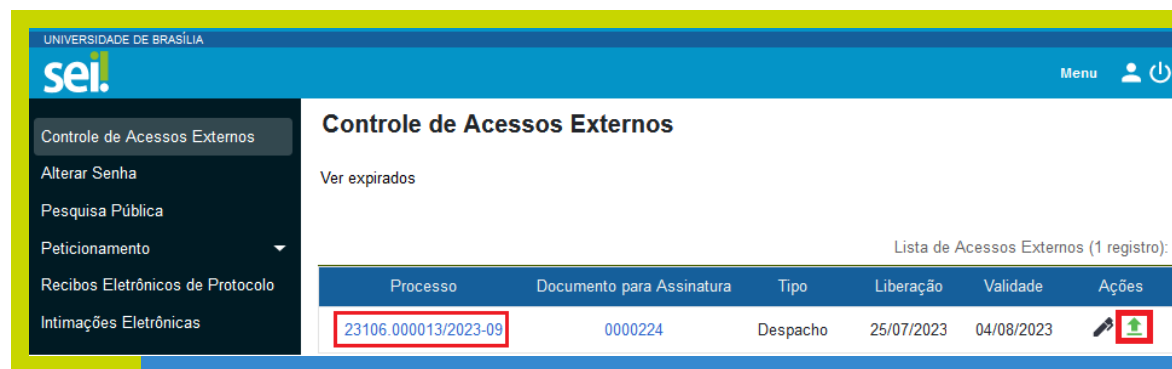 UNIVERSIDADE DE BRASÍLIA
sei!
Menu
Controle de Acessos Externos
Alterar Senha
Pesquisa Pública
Peticionamento
Recibos Eletrônicos de Protocolo
Intimações Eletrônicas
Controle de Acessos Externos
Ver expirados
Lista de Acessos Externos (1 registro):
Processo Documento para Assinatura Tipo Liberação Validade Ações
23106.000013/2023-09 0000224 Despacho 25/07/2023 04/08/2023